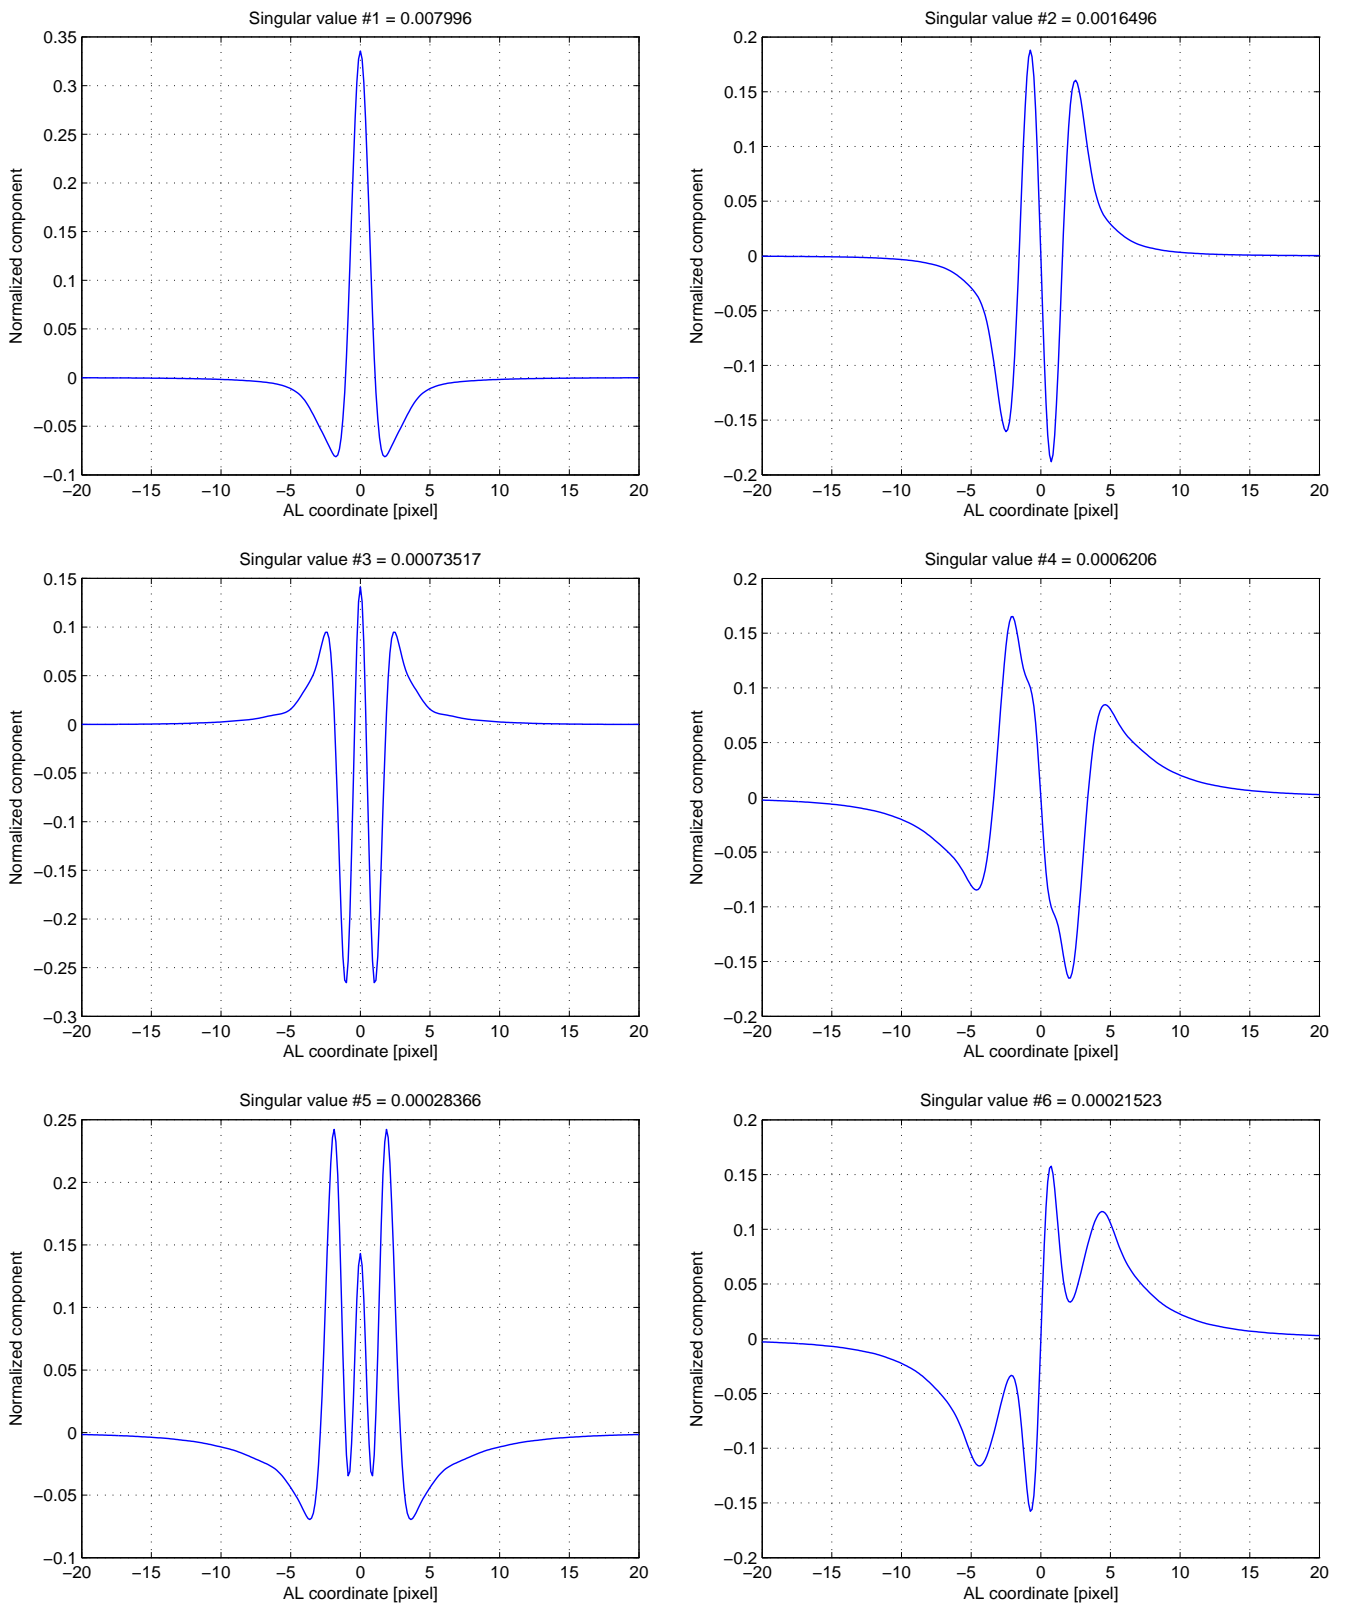 Singular value #1 = 0.007996
0.35
0.3
0.25
0.2
0.15
0.1
0.05
0
−0.05
−0.1
Normalized component
−20 −15 −10 −5 0 5 10 15 20
AL coordinate [pixel]
Singular value #2 = 0.0016496
0.2
0.15
0.1
0.05
0
−0.05
−0.1
−0.15
−0.2
Normalized component
−20 −15 −10 −5 0 5 10 15 20
AL coordinate [pixel]
Singular value #3 = 0.00073517
0.15
0.1
0.05
0
−0.05
−0.1
−0.15
−0.2
−0.25
−0.3
Normalized component
−20 −15 −10 −5 0 5 10 15 20
AL coordinate [pixel]
Singular value #4 = 0.0006206
0.2
0.15
0.1
0.05
0
−0.05
−0.1
−0.15
−0.2
Normalized component
−20 −15 −10 −5 0 5 10 15 20
AL coordinate [pixel]
Singular value #5 = 0.00028366
0.25
0.2
0.15
0.1
0.05
0
−0.05
−0.1
Normalized component
−20 −15 −10 −5 0 5 10 15 20
AL coordinate [pixel]
Singular value #6 = 0.00021523
0.2
0.15
0.1
0.05
0
−0.05
−0.1
−0.15
−0.2
Normalized component
−20 −15 −10 −5 0 5 10 15 20
AL coordinate [pixel]